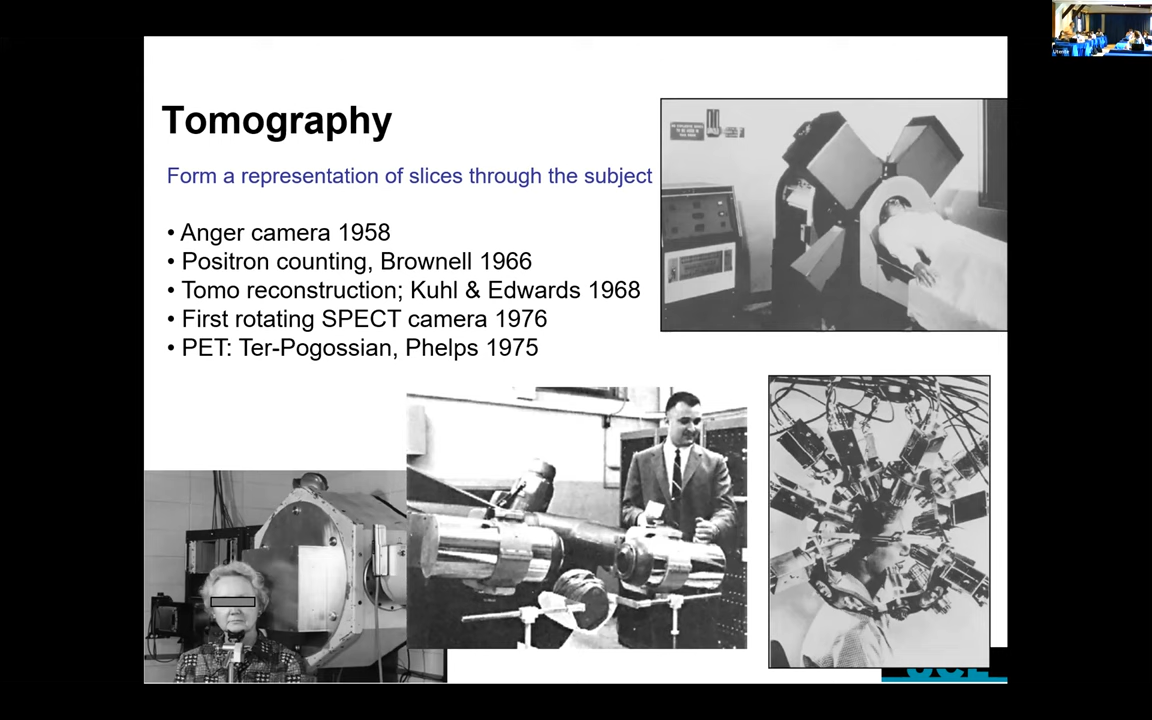 Tomography
Form a representation of slices through the subject
• Anger camera 1958
• Positron counting, Brownell 1966
• Tomo reconstruction; Kuhl & Edwards 1968
• First rotating SPECT camera 1976
• PET: Ter-Pogossian, Phelps 1975